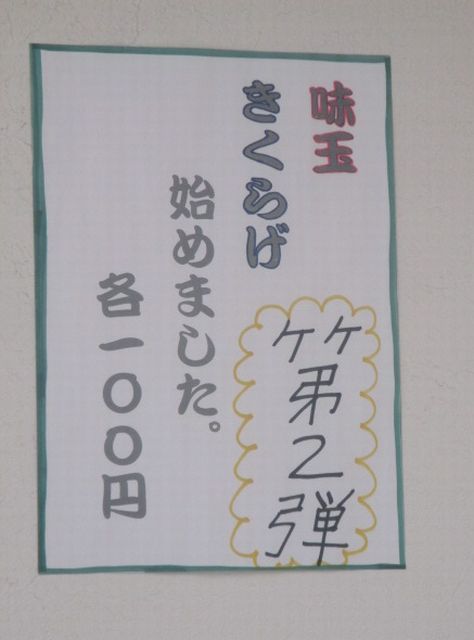 味玉
きくらげ
始めました。
各一〇〇円
第2弾